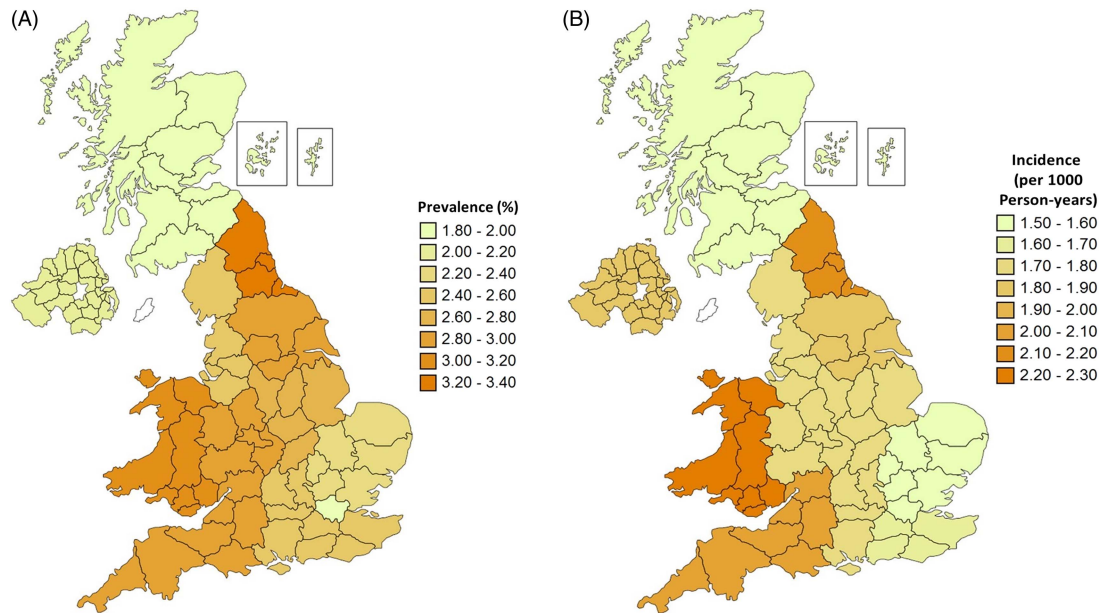 (A)
Prevalence (%)
1.80 - 2.00
2.00 - 2.20
2.20 - 2.40
2.40 - 2.60
2.60 - 2.80
2.80 - 3.00
3.00 - 3.20
3.20 - 3.40
(B)
Incidence
(per 1000
Person-years)
1.50 - 1.60
1.60 - 1.70
1.70 - 1.80
1.80 - 1.90
1.90 - 2.00
2.00 - 2.10
2.10 - 2.20
2.20 - 2.30